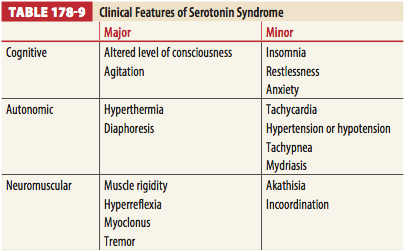 TABLE 178-9 Clinical Features of Serotonin Syndrome
Major Minor
Cognitive Altered level of consciousness Insomnia
Agitation Restlessness
Anxiety
Autonomic Hyperthermia Tachycardia
Diaphoresis Hypertension or hypotension
Tachypnea
Mydriasis
Neuromuscular Muscle rigidity Akathisia
Hyperreflexia Incoordination
Myoclonus
Tremor